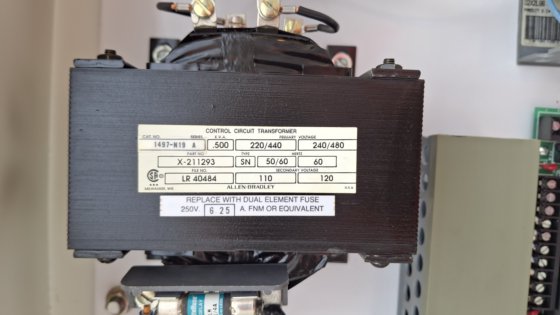 CONTROL CIRCUIT TRANSFORMER
CAT. NO. SERIES K.V.A. PRIMARY VOLTAGE
1497-N19 A .500 220/440 240/480
PART NO. TYPE HERTZ
X-211293 SN 50/60 60
FILE NO. SECONDARY VOLTAGE
LR 40484 110 120
MILWAUKEE, WIS. ALLEN-BRADLEY U.S.A.
REPLACE WITH DUAL ELEMENT FUSE
250V. 6.25 A. FNM OR EQUIVALENT